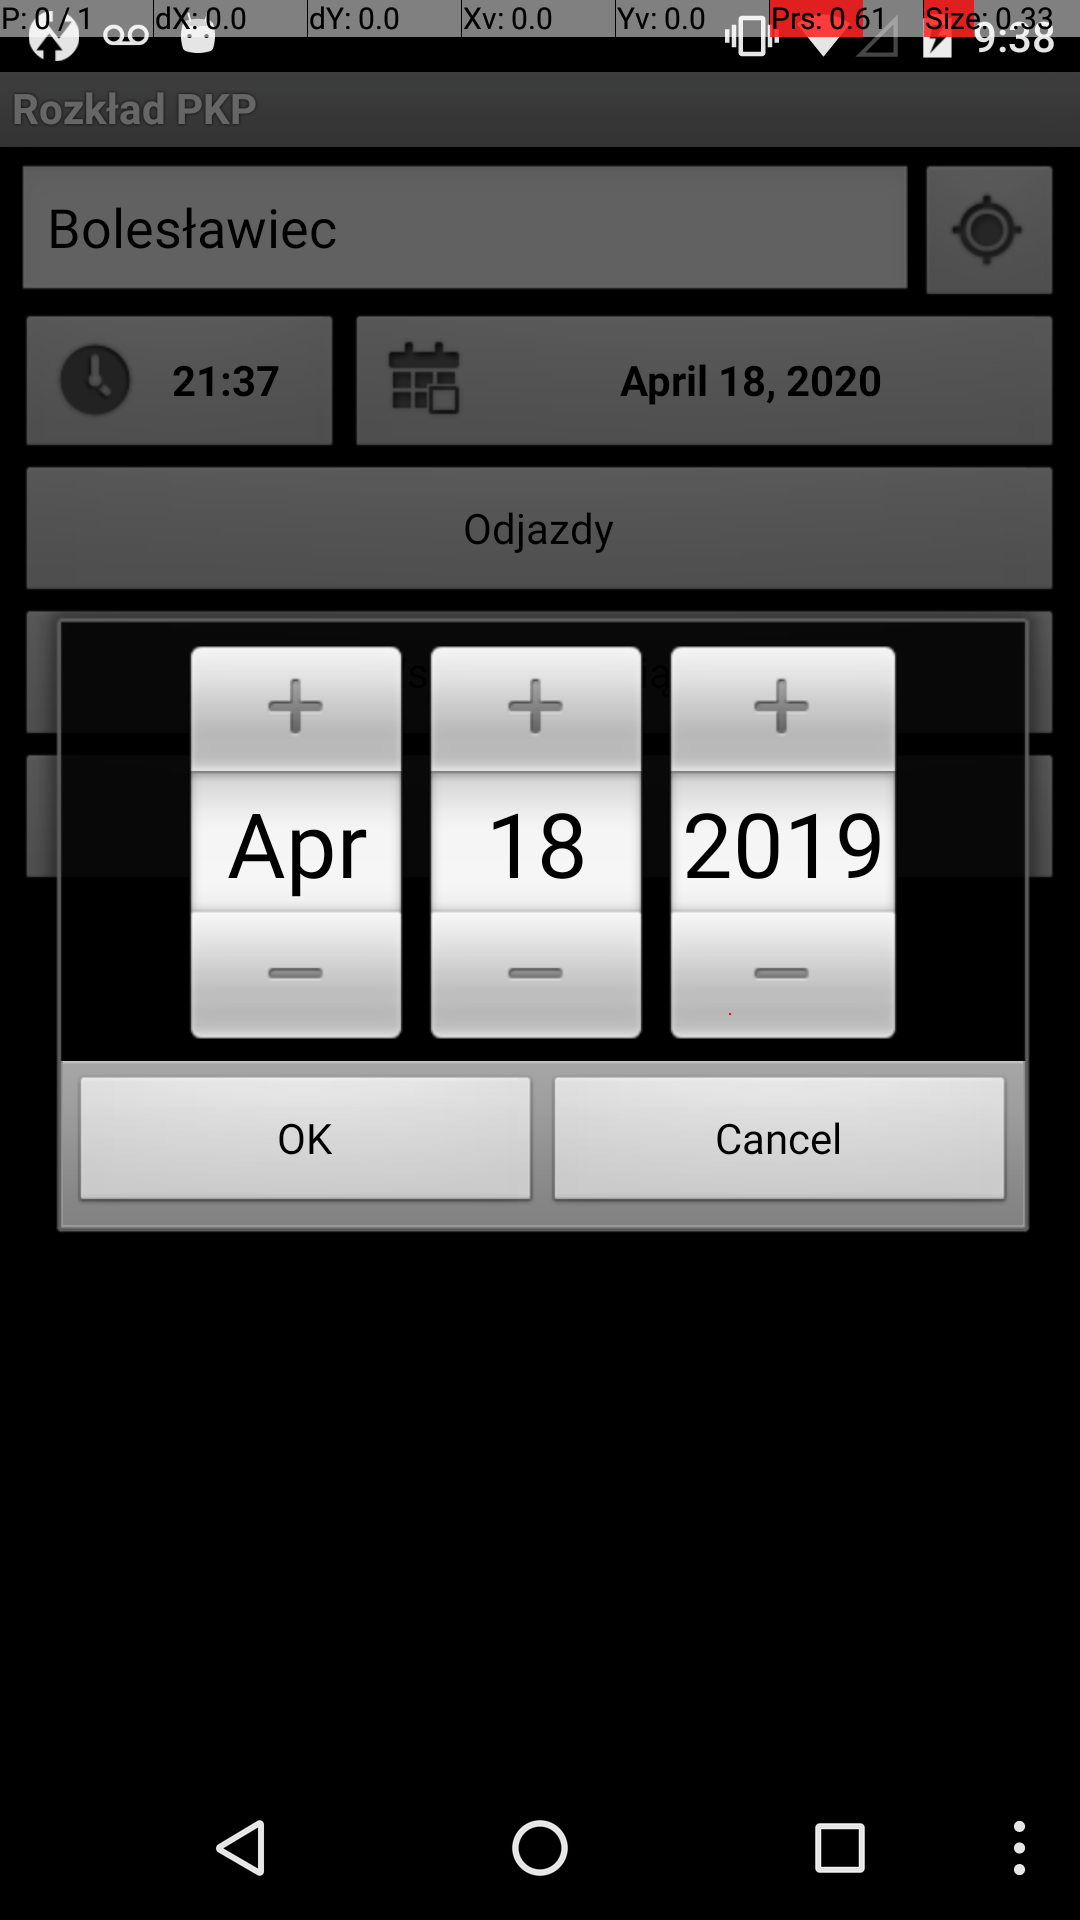 P: 0 / 1 dX: 0.0 dY: 0.0 Xv: 0.0 Yv: 0.0 Prs: 0.61 Size: 0.33
9:38
Rozkład PKP
Bolesławiec
21:37 April 18, 2020
Odjazdy
Apr 18 2019
OK Cancel